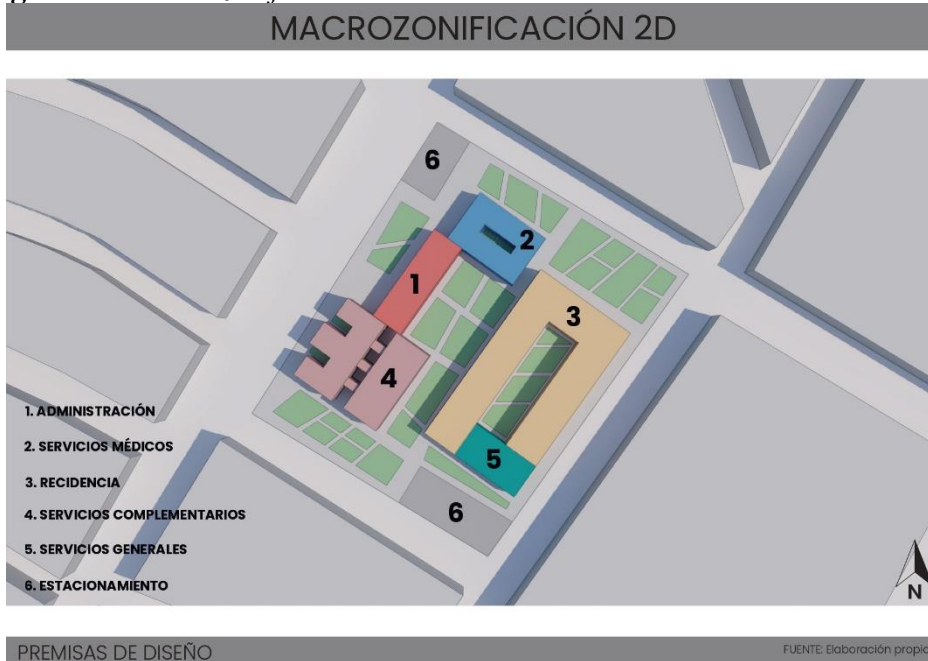 MACROZONIFICACIÓN 2D
6
2
1
3
4
5
6
1. ADMINISTRACIÓN
2. SERVICIOS MÉDICOS
3. RECIDENCIA
4. SERVICIOS COMPLEMENTARIOS
5. SERVICIOS GENERALES
6. ESTACIONAMIENTO
N
PREMISAS DE DISEÑO
FUENTE: Elaboración propia